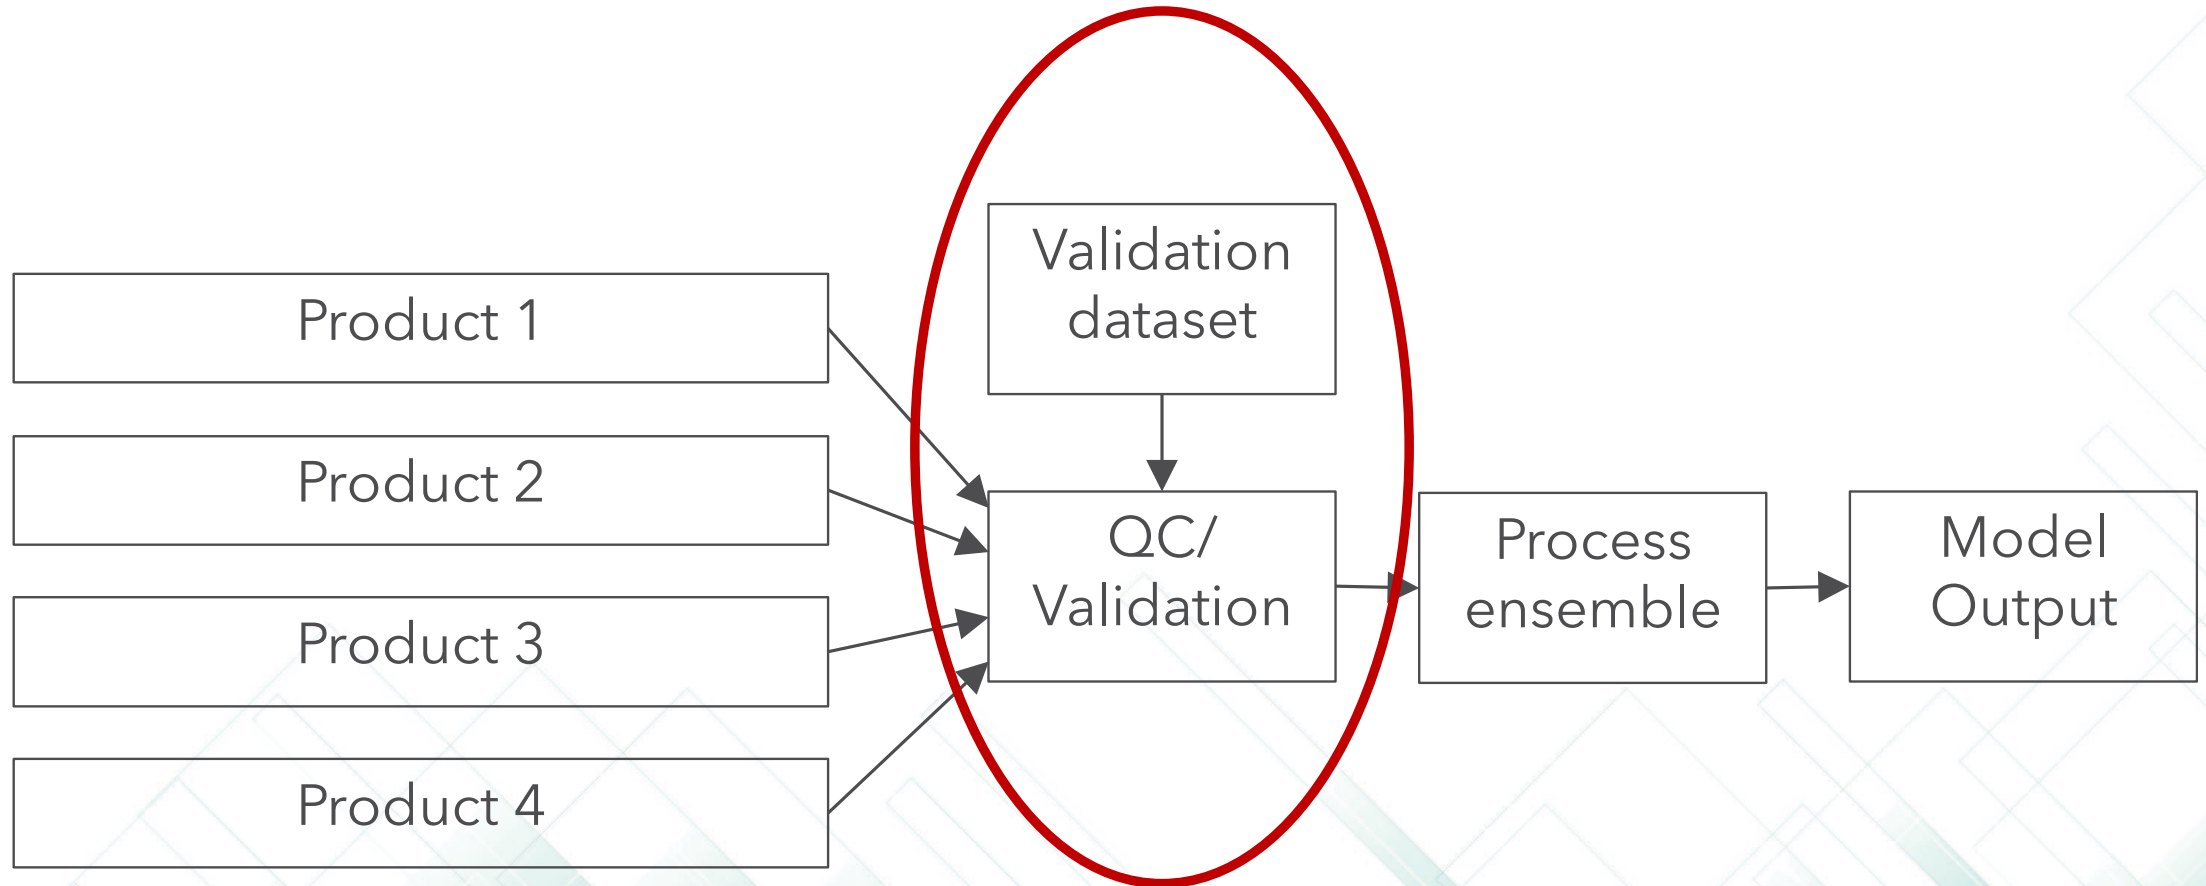 Product 1
Product 2
Product 3
Product 4
Validation
dataset
QC/
Validation
Process
ensemble
Model
Output